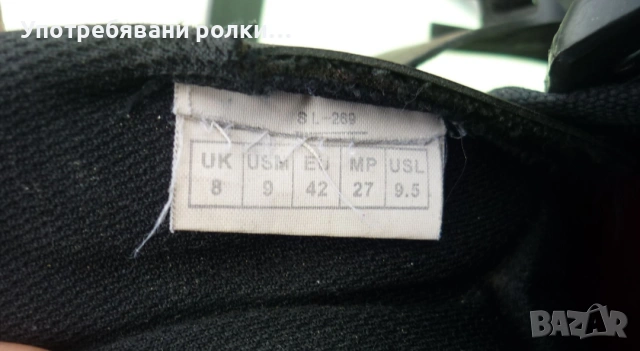 Употребявани ролки...
SL-269
UK USM EU MP USL
8 9 42 27 9.5
BAZAR